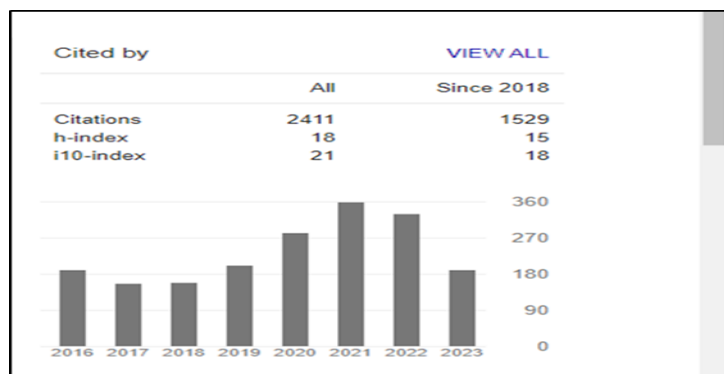 Cited by VIEW ALL
All Since 2018
Citations 2411 1529
h-index 18 15
i10-index 21 18
360
270
180
90
0
2016 2017 2018 2019 2020 2021 2022 2023